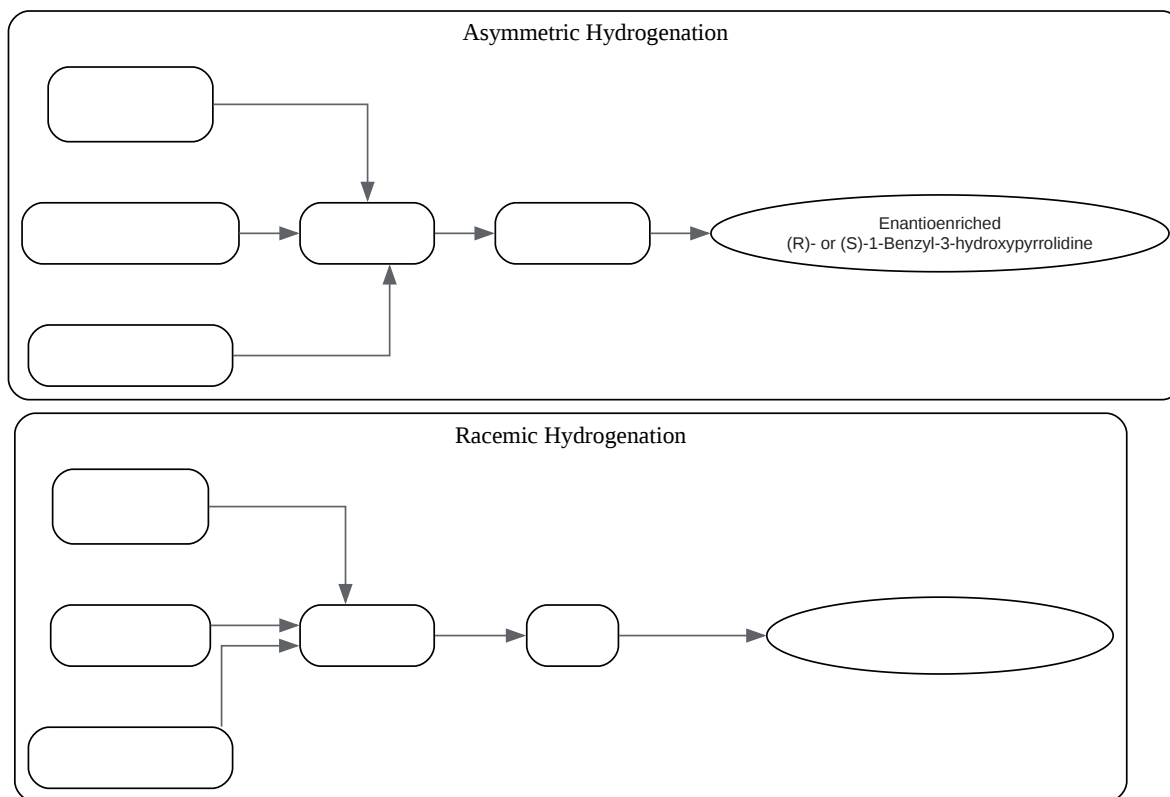 Asymmetric Hydrogenation
Enantioenriched
(R)- or (S)-1-Benzyl-3-hydroxypyrrolidine
Racemic Hydrogenation